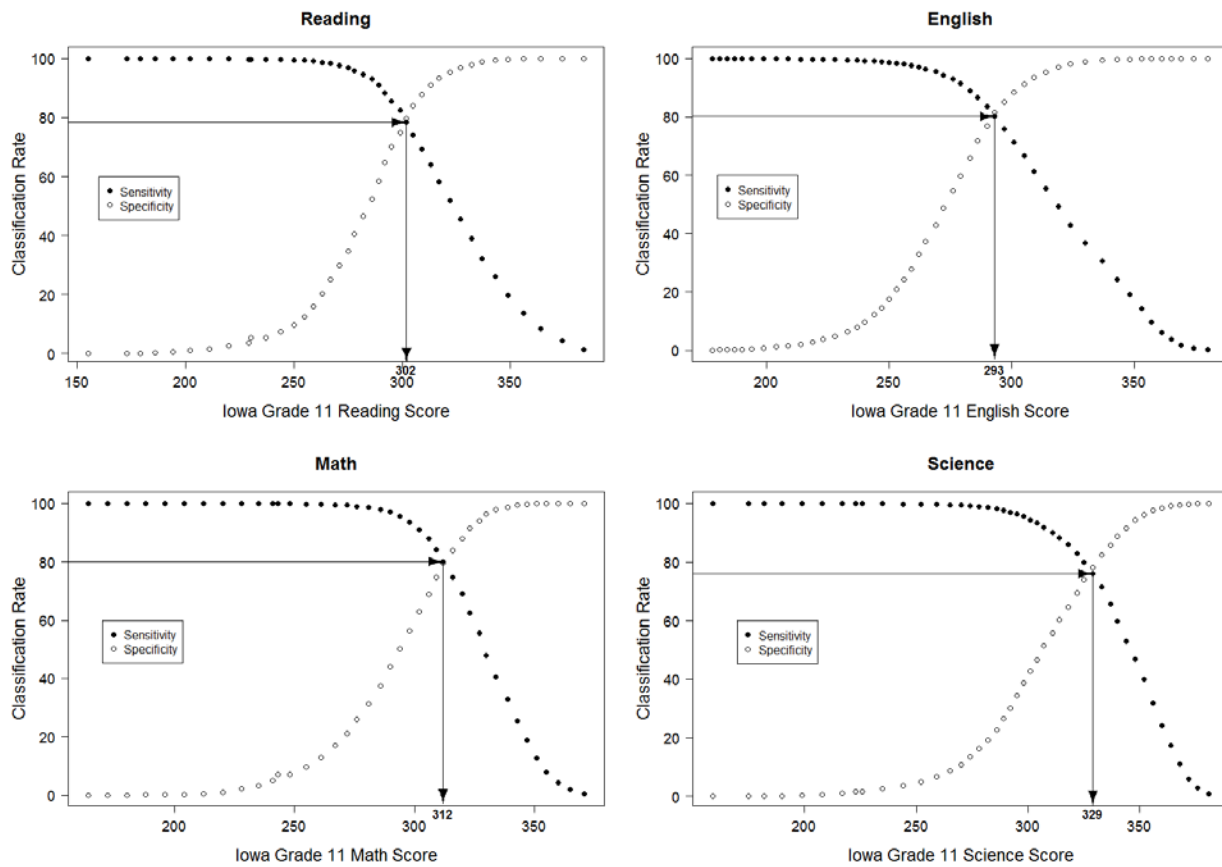 Reading
Classification Rate
100
80
60
40
20
0
Sensitivity
Specificity
150
200
250
300
350
302
Iowa Grade 11 Reading Score
English
Classification Rate
100
80
60
40
20
0
Sensitivity
Specificity
200
250
300
350
293
Iowa Grade 11 English Score
Math
Classification Rate
100
80
60
40
20
0
Sensitivity
Specificity
200
250
300
350
312
Iowa Grade 11 Math Score
Science
Classification Rate
100
80
60
40
20
0
Sensitivity
Specificity
200
250
300
350
329
Iowa Grade 11 Science Score